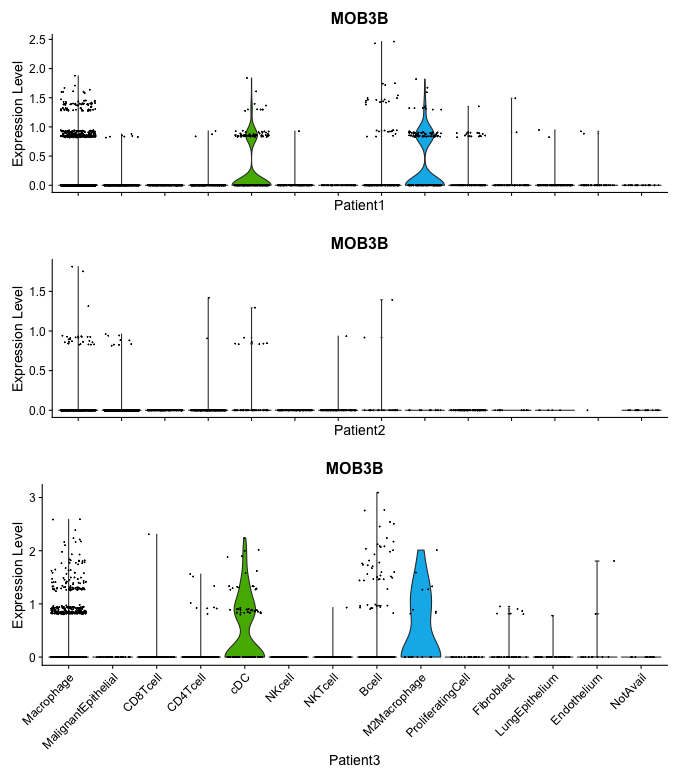 MOB3B
Expression Level
2.5
2.0
1.5
1.0
0.5
0.0
Patient1
MOB3B
Expression Level
1.5
1.0
0.5
0.0
Patient2
MOB3B
Expression Level
3
2
1
0
Macrophage
MalignantEpithelial
CD8Tcell
CD4Tcell
cDC
NKcell
NKTcell
Bcell
M2Macrophage
ProliferatingCell
Fibroblast
LungEpithelium
Endothelium
NotAvail
Patient3